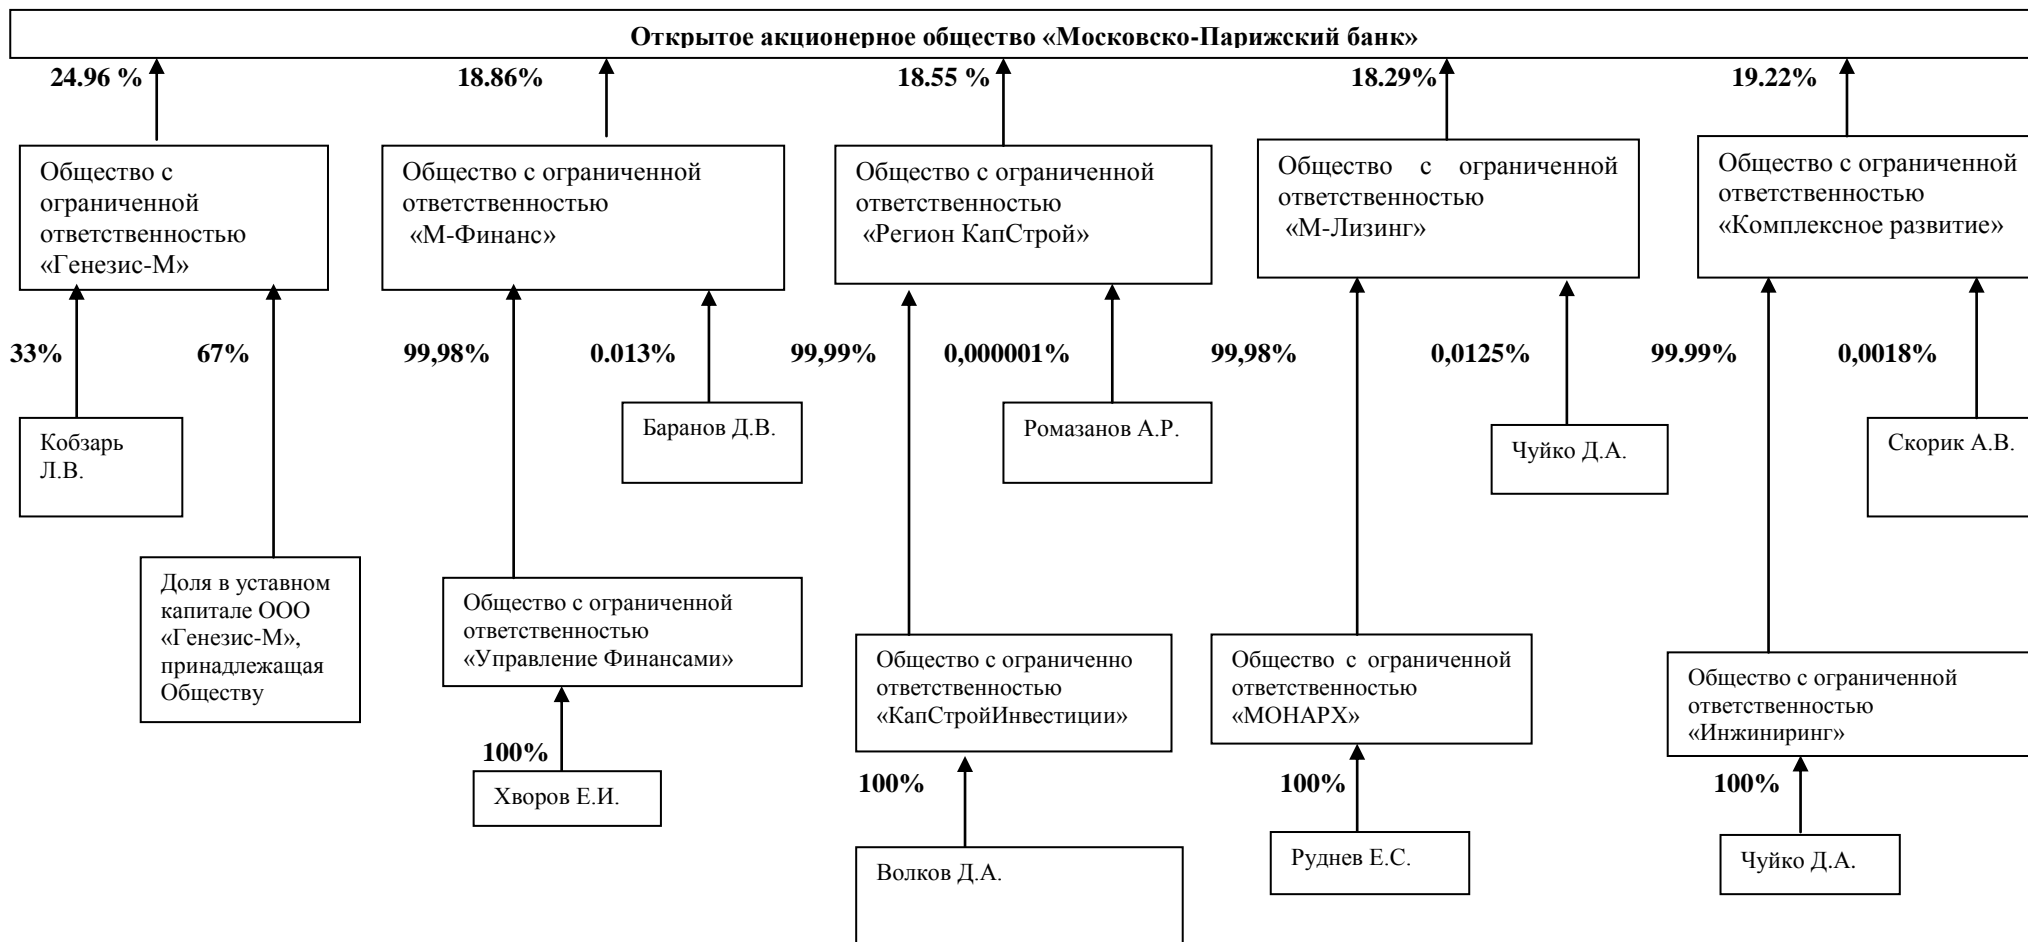 Открытое акционерное общество «Московско-Парижский банк»
24.96 %
18.86%
18.55 %
18.29%
19.22%
Общество с
ограниченной
ответственностью
«Генезис-М»
Общество с ограниченной
ответственностью
«М-Финанс»
Общество с ограниченной
ответственностью
«Регион КапСтрой»
Общество с ограниченной
ответственностью
«М-Лизинг»
Общество с ограниченной
ответственностью
«Комплексное развитие»
33%
67%
99,98%
0.013%
99,99%
0,000001%
99,98%
0,0125%
99.99%
0,0018%
Кобзарь
Л.В.
Баранов Д.В.
Ромазанов А.Р.
Чуйко Д.А.
Скорик А.В.
Доля в уставном
капитале ООО
«Генезис-М»,
принадлежащая
Обществу
Общество с ограниченной
ответственностью
«Управление Финансами»
Общество с ограниченно
ответственностью
«КапСтройИнвестиции»
Общество с ограниченной
ответственностью
«МОНАРХ»
Общество с ограниченной
ответственностью
«Инжиниринг»
100%
100%
100%
100%
Хворов Е.И.
Волков Д.А.
Руднев Е.С.
Чуйко Д.А.